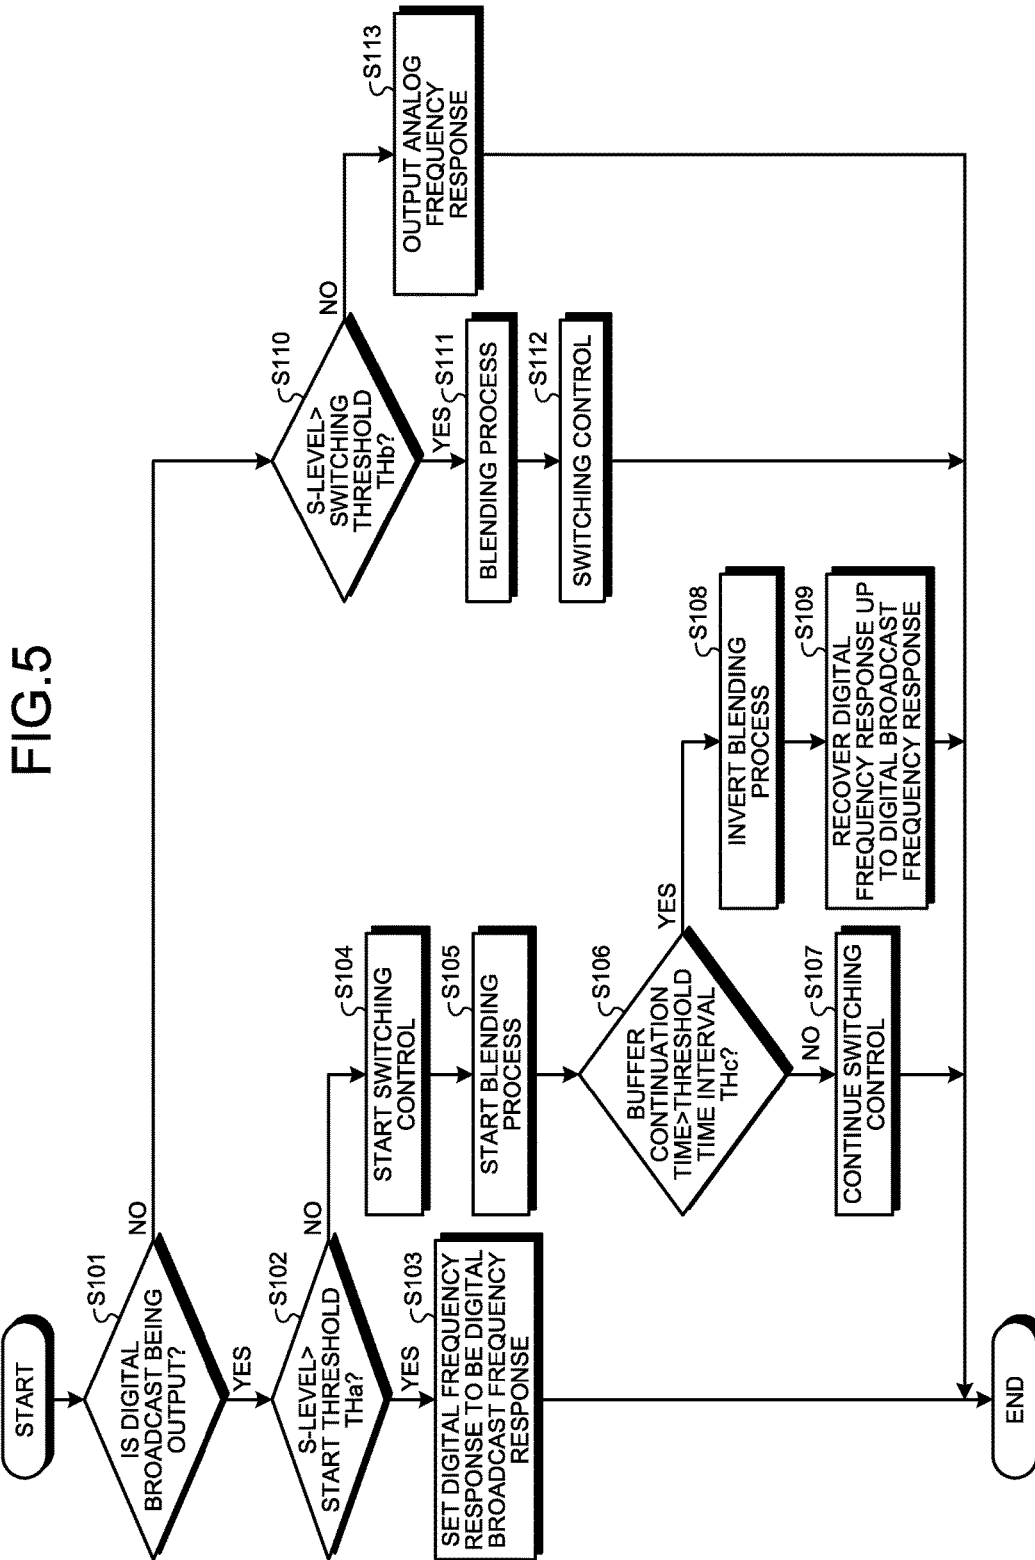 FIG.5
START
S101
IS DIGITAL
BROADCAST BEING
OUTPUT?
NO
YES
S102
S-LEVEL>
START THRESHOLD
THa?
NO
YES
S103
SET DIGITAL FREQUENCY
RESPONSE TO BE DIGITAL
BROADCAST FREQUENCY
RESPONSE
S104
START SWITCHING
CONTROL
S105
START BLENDING
PROCESS
S106
BUFFER
CONTINUATION
TIME>THRESHOLD
TIME INTERVAL
THc?
YES
NO
S107
CONTINUE SWITCHING
CONTROL
S108
INVERT BLENDING
PROCESS
S109
RECOVER DIGITAL
FREQUENCY RESPONSE UP
TO DIGITAL BROADCAST
FREQUENCY RESPONSE
S110
S-LEVEL>
SWITCHING
THRESHOLD
THb?
NO
YES
S111
BLENDING PROCESS
S112
SWITCHING CONTROL
S113
OUTPUT ANALOG
FREQUENCY
RESPONSE
END